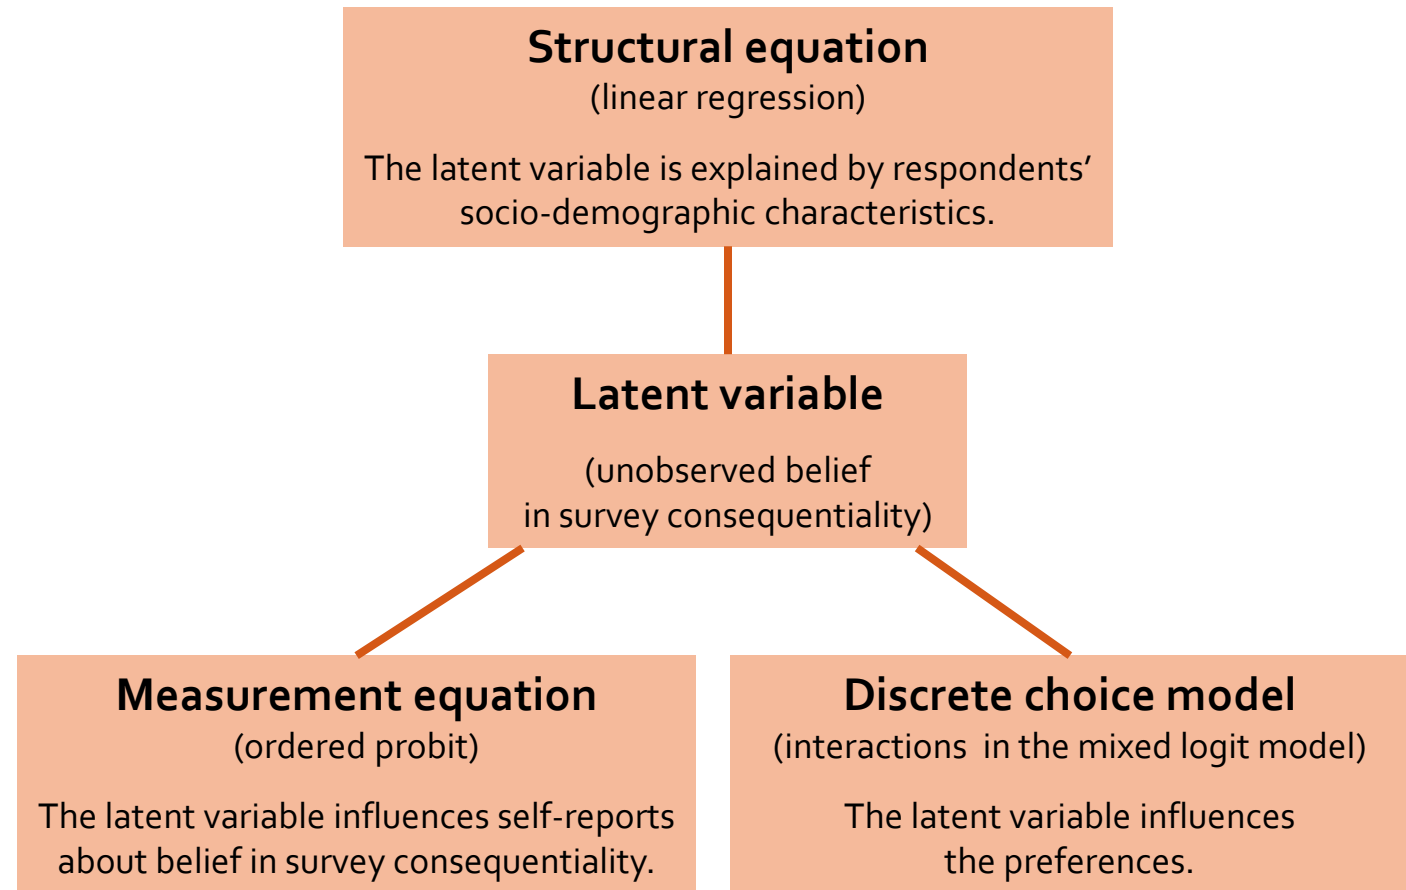 Structural equation
(linear regression)
The latent variable is explained by respondents’
socio-demographic characteristics.
Latent variable
(unobserved belief
in survey consequentiality)
Measurement equation
(ordered probit)
The latent variable influences self-reports
about belief in survey consequentiality.
Discrete choice model
(interactions in the mixed logit model)
The latent variable influences
the preferences.